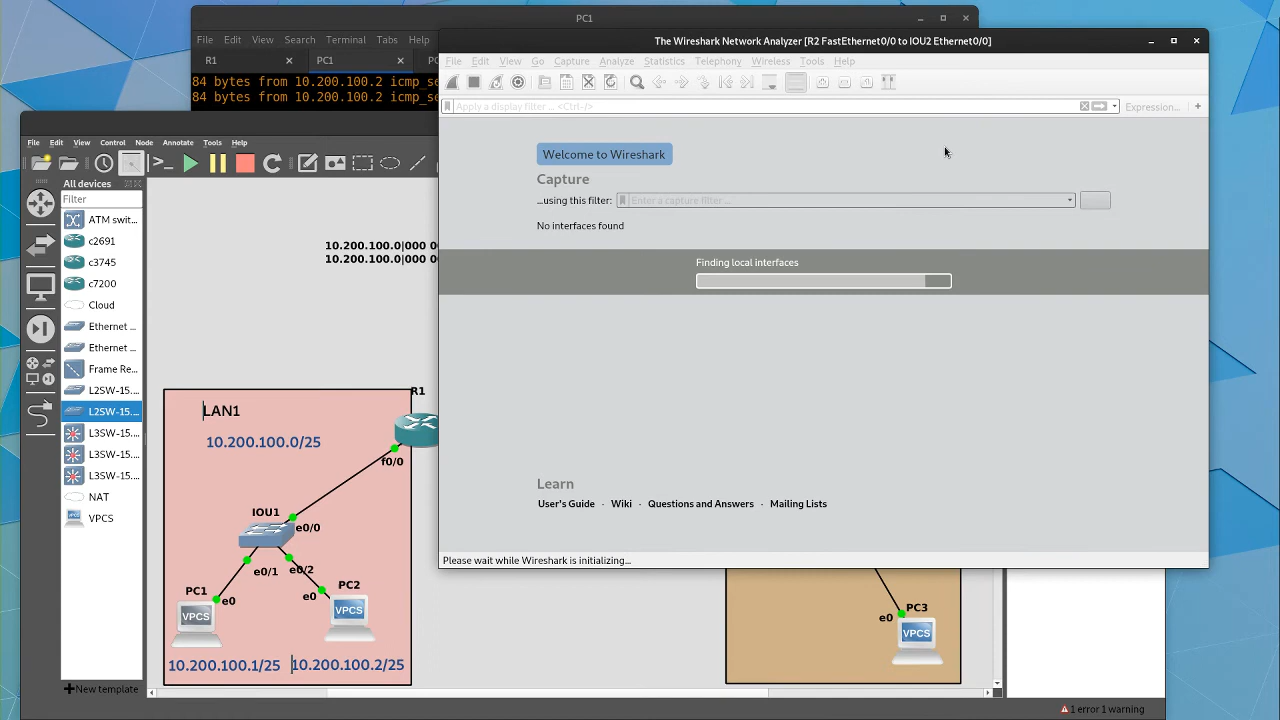 PC1
File Edit View Search Terminal Tabs Help
R1 PC1
84 bytes from 10.200.100.2
84 bytes from 10.200.100.2
The Wireshark Network Analyzer [R2 FastEthernet0/0 to IOU2 Ethernet0/0]
File Edit View Go Capture Analyze Statistics Telephony Wireless Tools Help
Apply a display filter ... <Ctrl-/>
Expression...
Welcome to Wireshark
Capture
...using this filter:
Enter a capture filter ...
No interfaces found
Finding local interfaces
Learn
User's Guide · Wiki · Questions and Answers · Mailing Lists
Please wait while Wireshark is initializing...
File Edit View Control Node Annotate Tools Help
All devices
Filter
ATM swit...
c2691
c3745
c7200
Cloud
Ethernet ...
Ethernet ...
Frame Re...
L2SW-15....
L2SW-15....
L3SW-15....
L3SW-15....
L3SW-15....
NAT
VPCS
New template
10.200.100.0|000
10.200.100.0|000
LAN1
10.200.100.0/25
R1
f0/0
IOU1
e0/0
e0/1
e0/2
PC1
e0
VPCS
PC2
e0
VPCS
10.200.100.1/25
10.200.100.2/25
PC3
e0
VPCS
1 error 1 warning